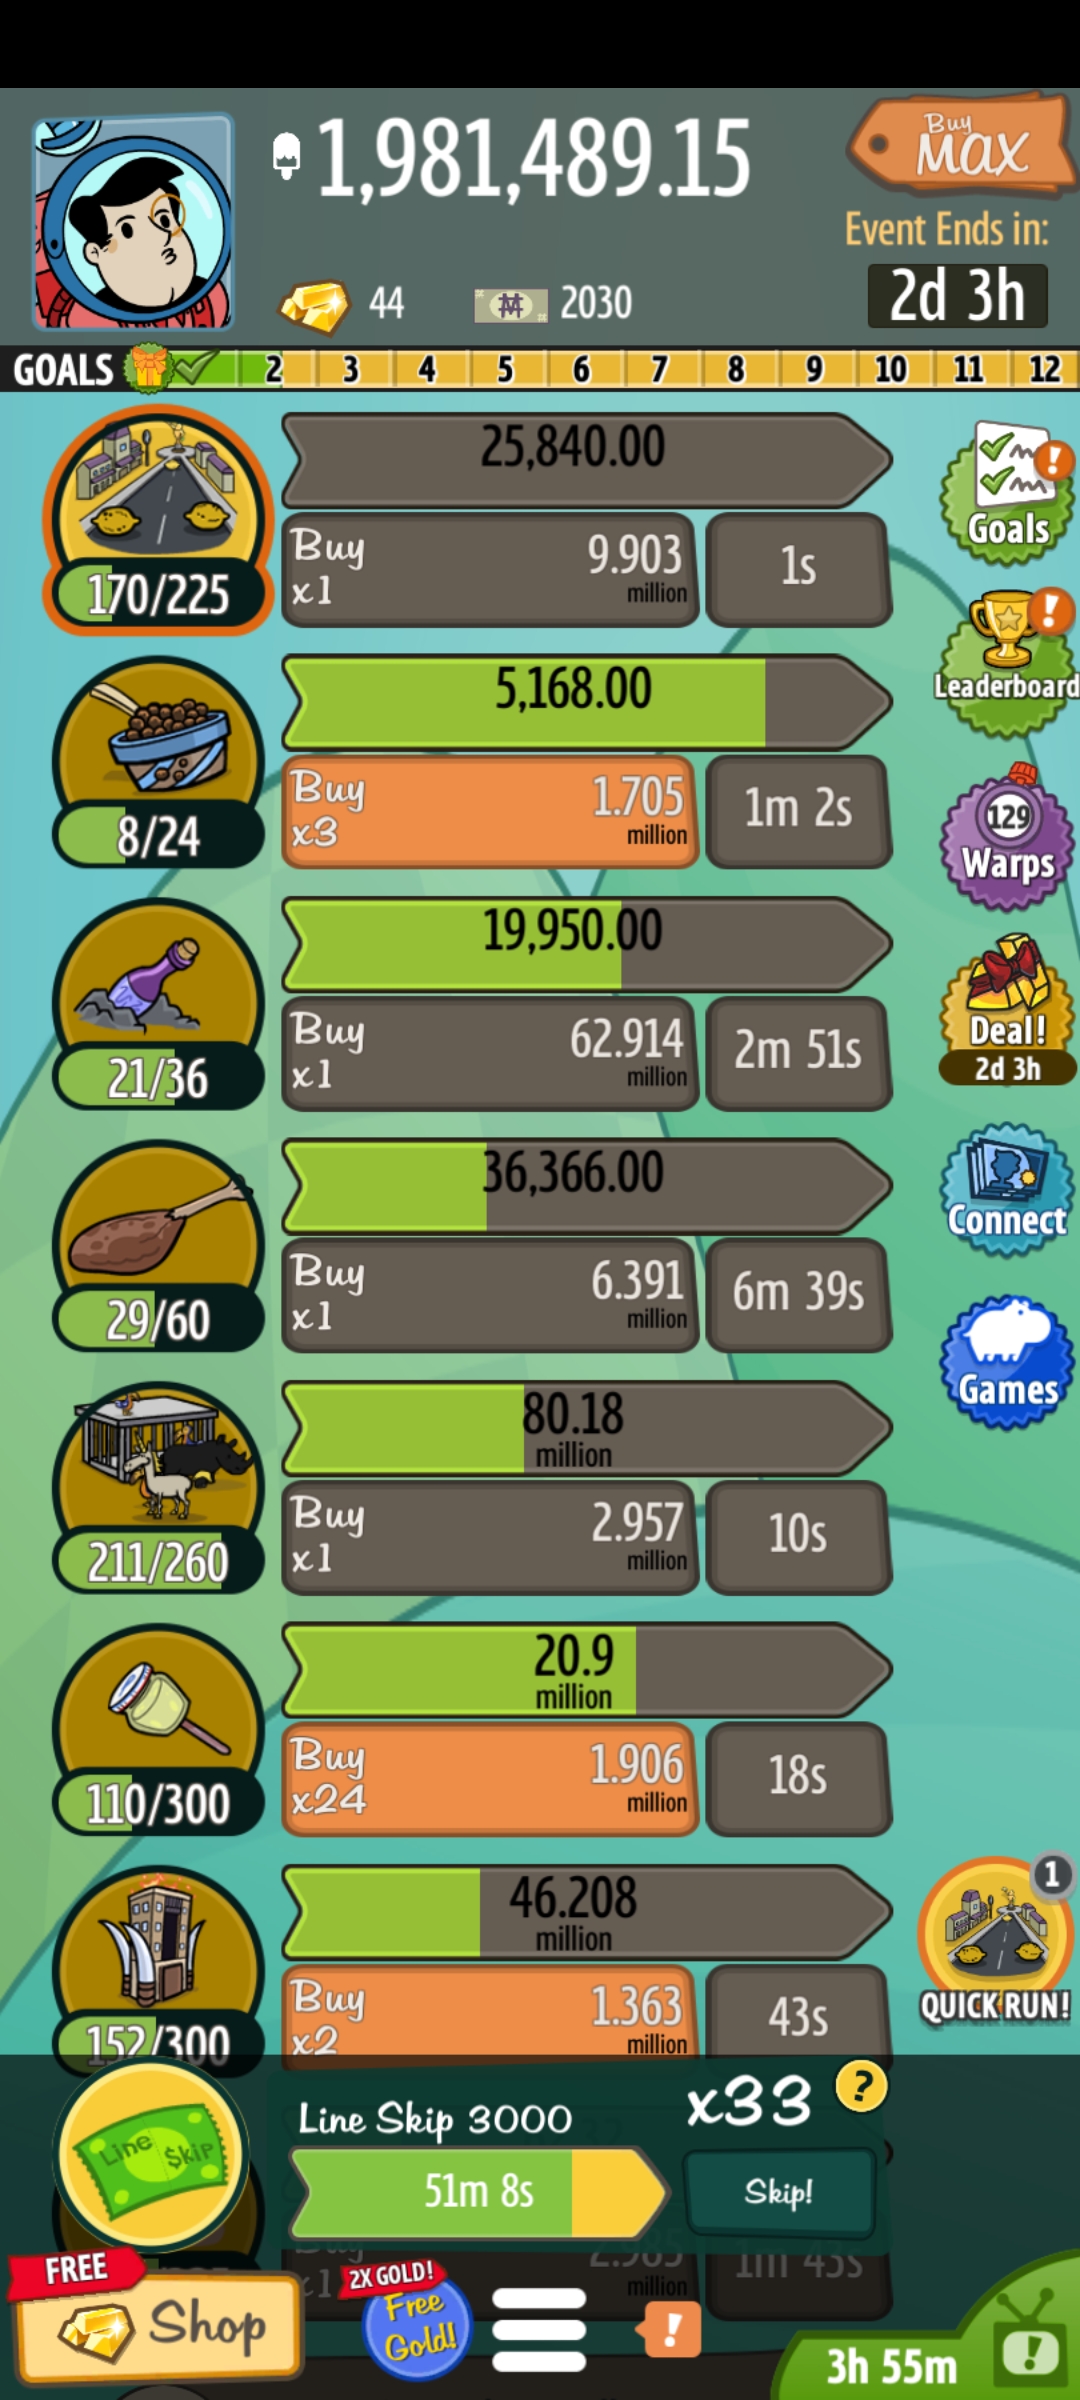 1,981,489.15
Buy
MAX
Event Ends in:
44
2030
2d 3h
GOALS 2 3 4 5 6 7 8 9 10 11 12
25,840.00
Buy
x1
9.903
million
1s
170/225
Goals
5,168.00
Buy
x3
1.705
million
1m 2s
8/24
Leaderboard
19,950.00
Buy
x1
62.914
million
2m 51s
21/36
129
Warps
Deal!
2d 3h
36,366.00
Buy
x1
6.391
million
6m 39s
29/60
Connect
Games
80.18
million
Buy
x1
2.957
million
10s
211/260
20.9
million
Buy
x24
1.906
million
18s
110/300
46.208
million
Buy
x2
1.363
million
43s
152/300
1
QUICK RUN!
Line Skip
Line Skip 3000
x33
?
51m 8s
Skip!
Buy
x1
2.985
million
1m 43s
FREE
Shop
2X GOLD!
Free
Gold!
!
3h 55m